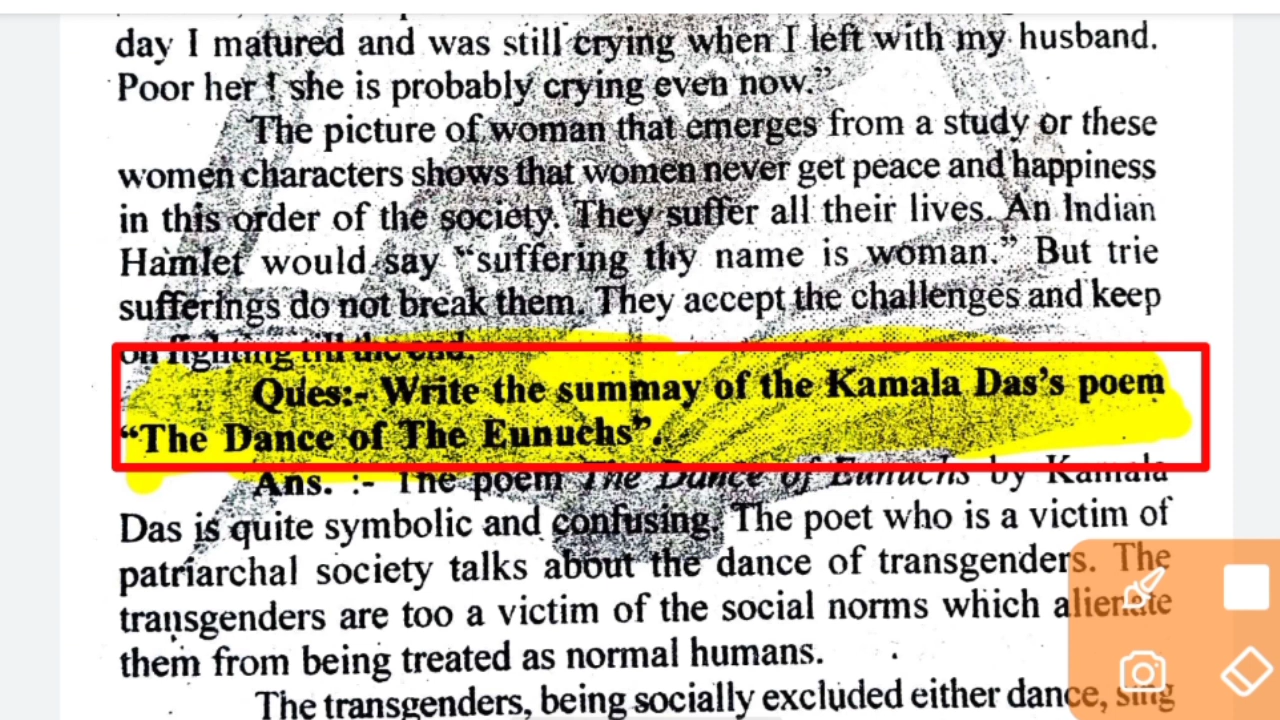 day I matured and was still crying when I left with my husband.
Poor her ! she is probably crying even now.”
The picture of woman that emerges from a study or these
women characters shows that women never get peace and happiness
in this order of the society. They suffer all their lives. An Indian
Hamlet would say “suffering thy name is woman.” But trie
sufferings do not break them. They accept the challenges and keep
on fighting till the end.
Ques:- Write the summay of the Kamala Das’s poem
“The Dance of The Eunuchs”.
Ans. :- The poem The Dance of Eunuchs by Kamala
Das is quite symbolic and confusing. The poet who is a victim of
patriarchal society talks about the dance of transgenders. The
transgenders are too a victim of the social norms which alienate
them from being treated as normal humans.
The transgenders, being socially excluded either dance, sing